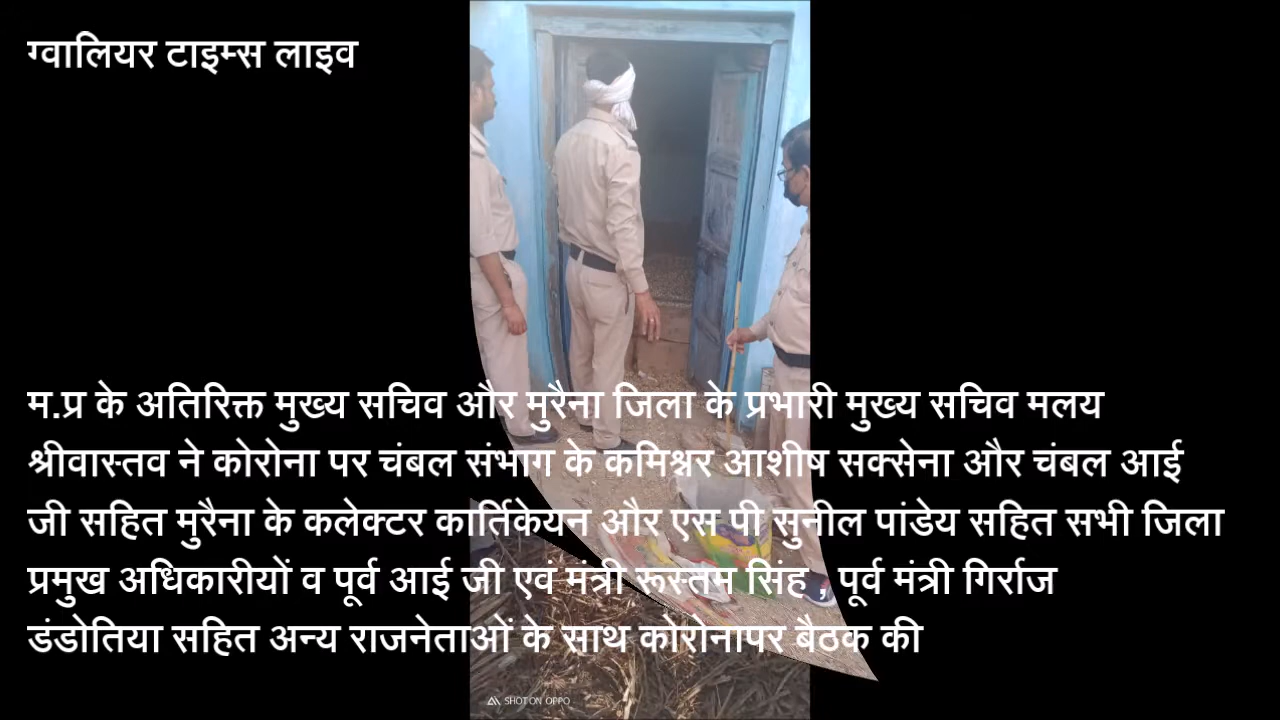 ग्वालियर टाइम्स लाइव
म.प्र के अतिरिक्त मुख्य सचिव और मुरैना जिला के प्रभारी मुख्य सचिव मलय
श्रीवास्तव ने कोरोना पर चंबल संभाग के कमिश्नर आशीष सक्सेना और चंबल आई
जी सहित मुरैना के कलेक्टर कार्तिकेयन और एस पी सुनील पांडेय सहित सभी जिला
प्रमुख अधिकारीयों व पूर्व आई जी एवं मंत्री रूस्तम सिंह , पूर्व मंत्री गिर्राज
डंडोतिया सहित अन्य राजनेताओं के साथ कोरोनापर बैठक की
SHOT ON OPPO